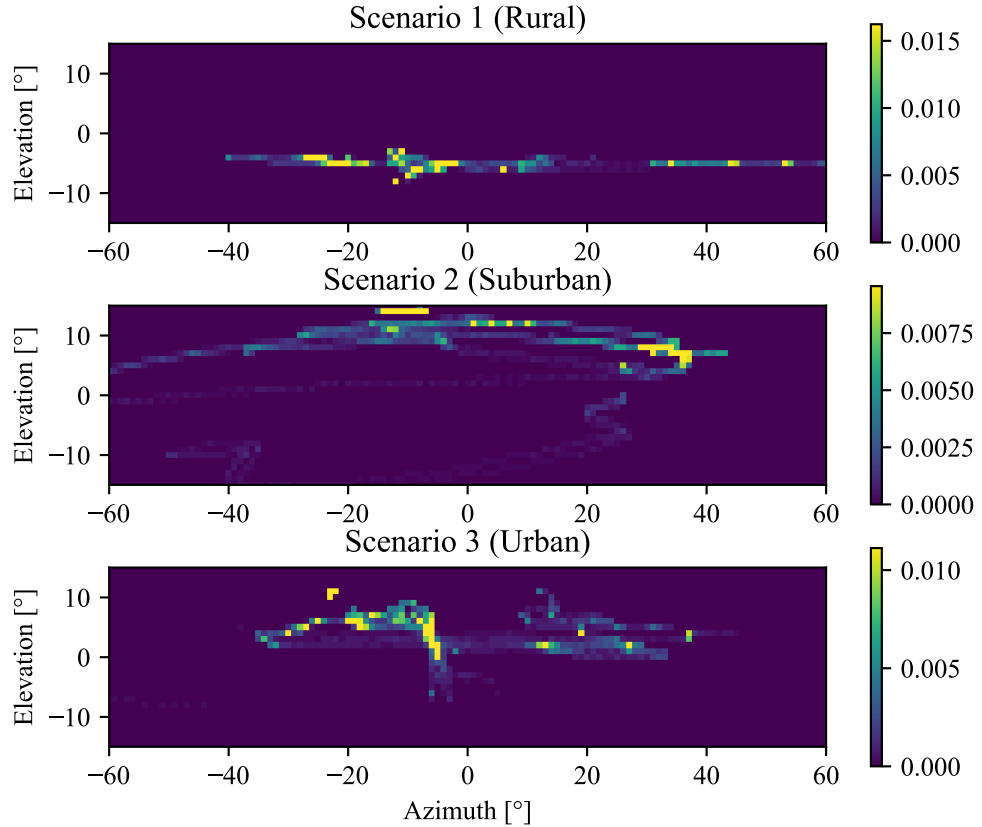 Scenario 1 (Rural)
Elevation [°]
10
0
−10
−60 −40 −20 0 20 40 60
0.015
0.010
0.005
0.000
Scenario 2 (Suburban)
Elevation [°]
10
0
−10
−60 −40 −20 0 20 40 60
0.0075
0.0050
0.0025
0.0000
Scenario 3 (Urban)
Elevation [°]
10
0
−10
−60 −40 −20 0 20 40 60
Azimuth [°]
0.010
0.005
0.000